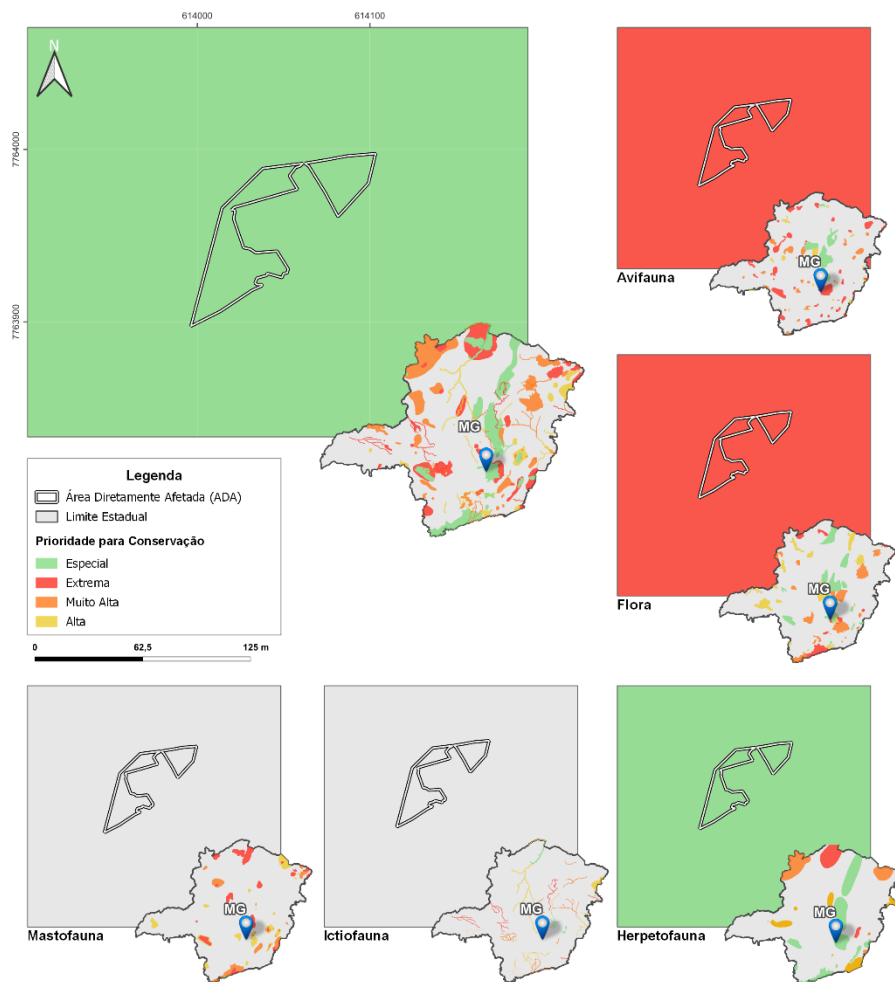 614000
614100
N
7764000
7763900
MG
Legenda
Área Diretamente Afetada (ADA)
Limite Estadual
Prioridade para Conservação
Especial
Extrema
Muito Alta
Alta
0
62,5
125 m
MG
Avifauna
MG
Flora
MG
Mastofauna
MG
Ictiofauna
MG
Herpetofauna